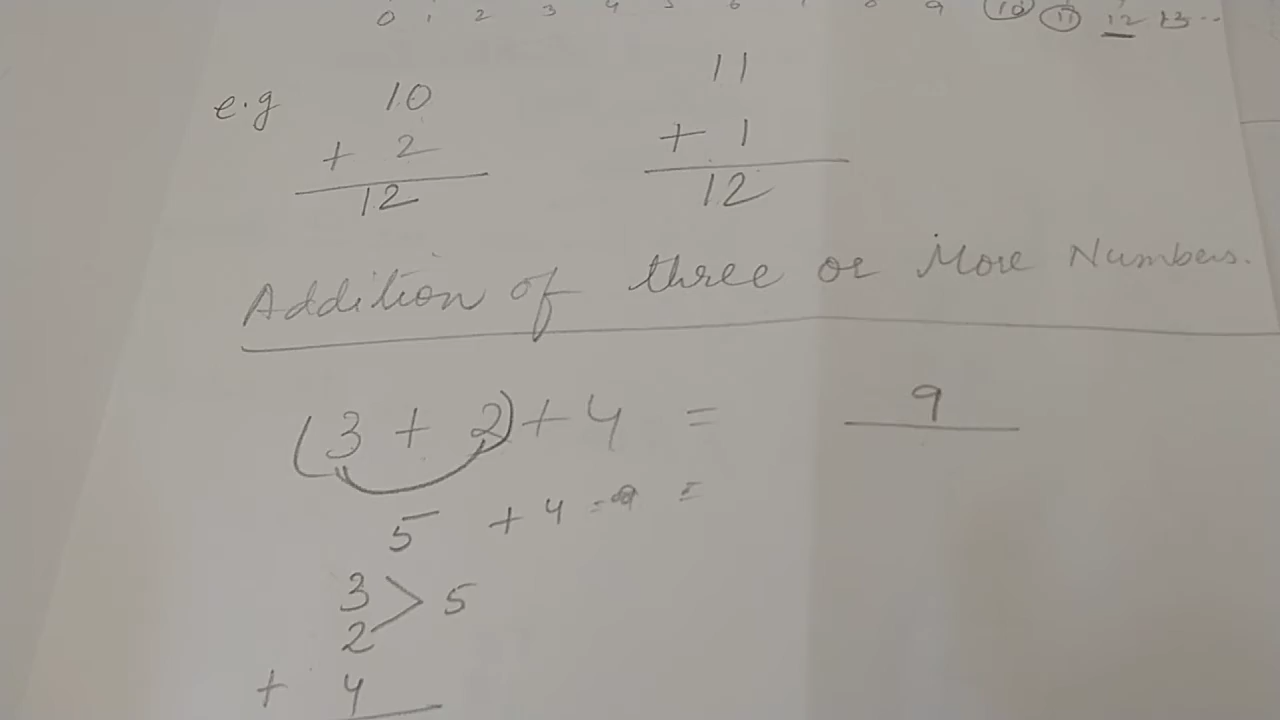 0 1 2 3 4 5 6 7 8 9 10 11 12 13 ...
e.g 10 11
+ 2 + 1
12 12
Addition of three or More Numbers.
(3 + 2) + 4 = 9
5 + 4 = 9 =
3 > 5
2
+ 4